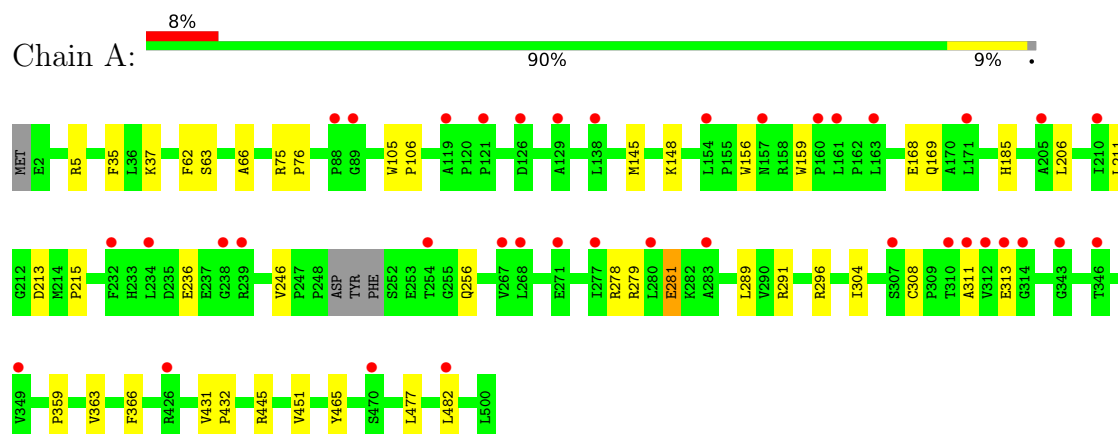 8%
Chain A:
90% 9% •
MET E2 R5 F35 L36 K37 F62 S63 A66 R75 P76 P88 G89 W105 P106 A119 P120 P121 D126 A129 L138 M145 K148 L154 P155 W156 N157 R158 W159 P160 L161 P162 L163 E168 Q169 A170 L171 H185 A205 L206 I210 L211
G212 D213 M214 P215 F232 H233 L234 D235 E236 E237 G238 R239 V246 P247 P248 ASP TYR PHE S252 E253 T254 G255 Q256 V267 L268 E271 I277 R278 R279 L280 E281 K282 A283 L289 V290 R291 R296 I304 S307 C308 P309 T310 A311 V312 E313 G314 G343 T346
V349 P359 V363 F366 R426 V431 P432 R445 V451 Y465 S470 L477 L482 L500